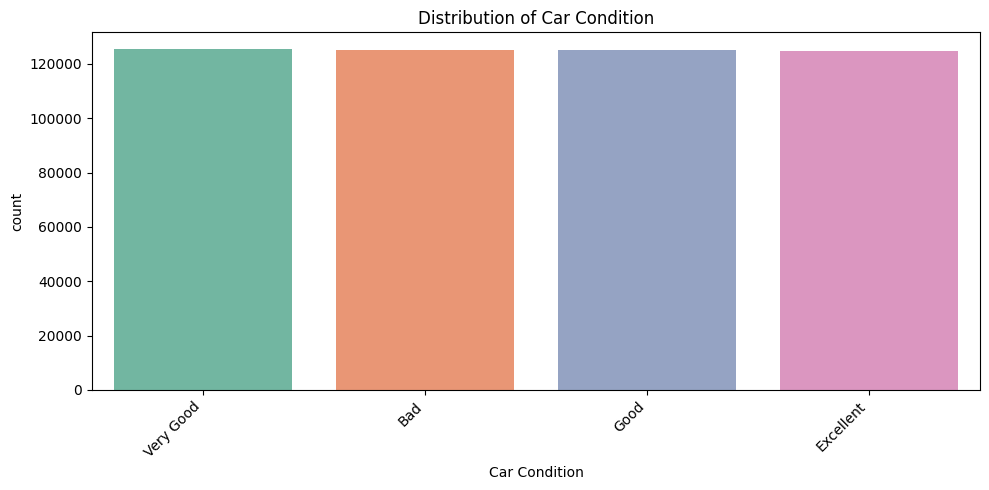 Distribution of Car Condition
120000
100000
80000
60000
40000
20000
0
count
Very Good
Bad
Good
Excellent
Car Condition